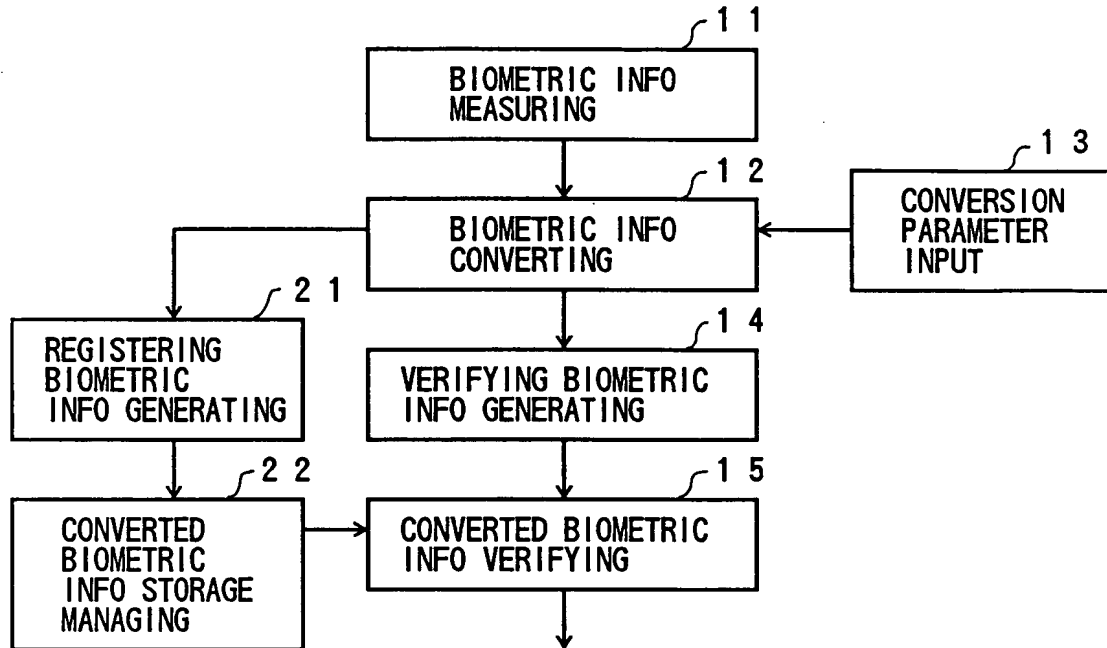 11
BIOMETRIC INFO
MEASURING
12
BIOMETRIC INFO
CONVERTING
13
CONVERSION
PARAMETER
INPUT
21
REGISTERING
BIOMETRIC
INFO GENERATING
14
VERIFYING BIOMETRIC
INFO GENERATING
22
CONVERTED
BIOMETRIC
INFO STORAGE
MANAGING
15
CONVERTED BIOMETRIC
INFO VERIFYING